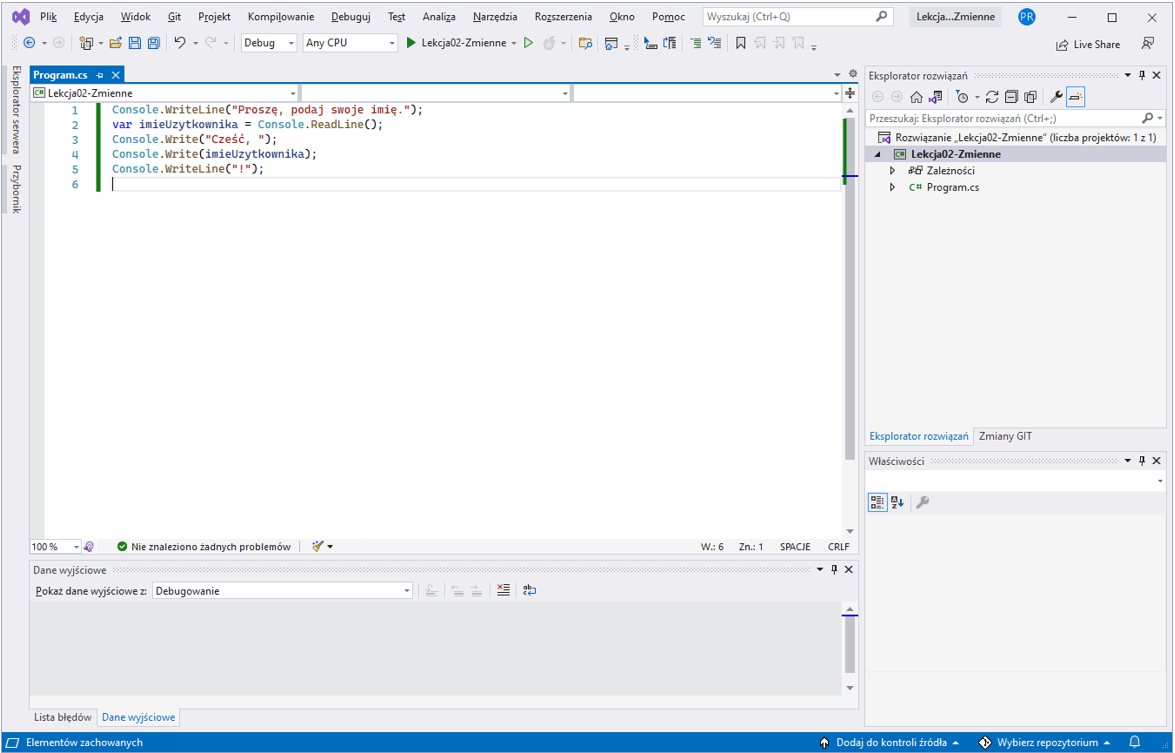 Plik Edycja Widok Git Projekt Kompilowanie Debuguj Test Analiza Narzędzia Rozszerzenia Okno Pomoc Wyszukaj (Ctrl+Q) Lekcja...Zmienne PR
Debug Any CPU Lekcja02-Zmienne Live Share
Eksplorator serwera
Przybornik
Program.cs
C# Lekcja02-Zmienne
1 Console.WriteLine("Proszę, podaj swoje imię.");
2 var imieUzytkownika = Console.ReadLine();
3 Console.Write("Cześć, ");
4 Console.Write(imieUzytkownika);
5 Console.WriteLine("!");
6
100 % Nie znaleziono żadnych problemów W.: 6 Zn.: 1 SPACJE CRLF
Dane wyjściowe
Pokaż dane wyjściowe z: Debugowanie
Lista błędów Dane wyjściowe
Eksplorator rozwiązań
Przeszukaj: Eksplorator rozwiązań (Ctrl+;)
Rozwiązanie „Lekcja02-Zmienne” (liczba projektów: 1 z 1)
C# Lekcja02-Zmienne
Zależności
C# Program.cs
Eksplorator rozwiązań Zmiany GIT
Właściwości
Elementów zachowanych Dodaj do kontroli źródła Wybierz repozytorium